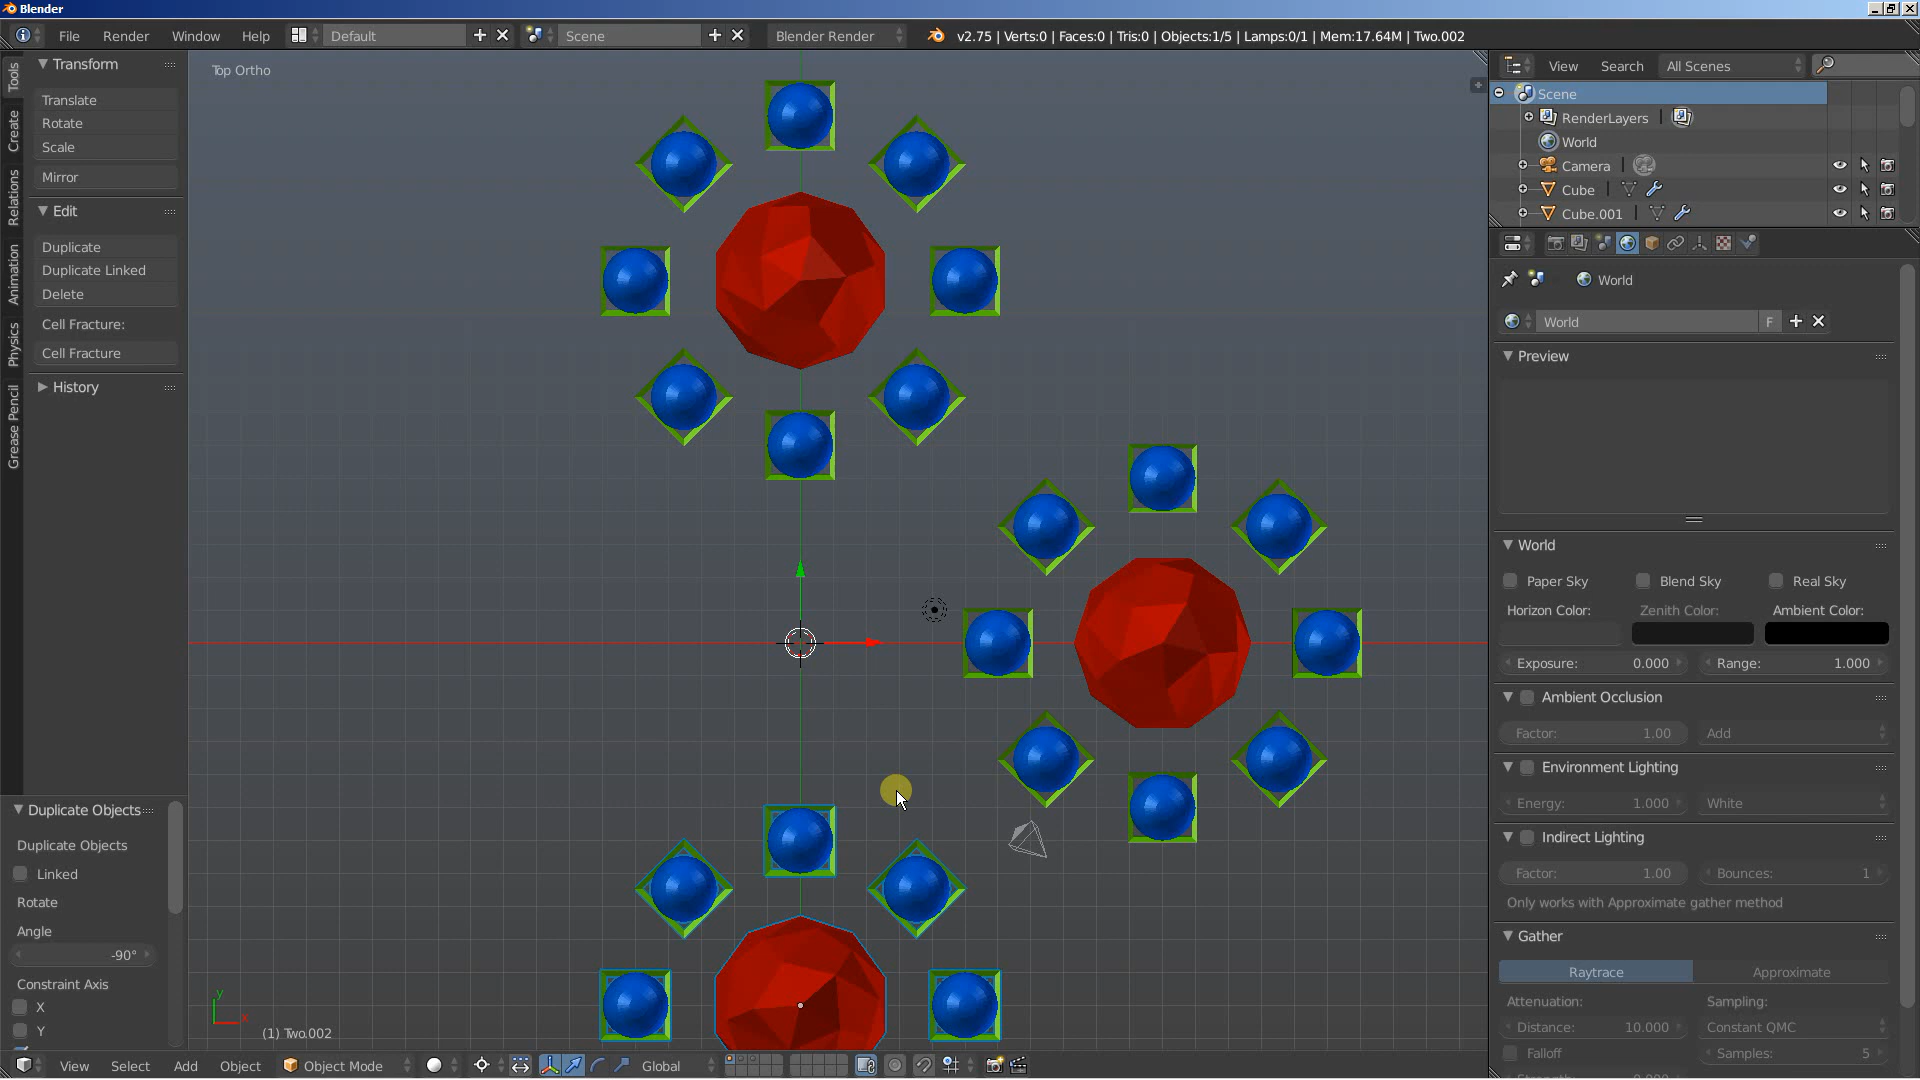 Blender
File Render Window Help Default Scene Blender Render v2.75 | Verts:0 | Faces:0 | Tris:0 | Objects:1/5 | Lamps:0/1 | Mem:17.64M | Two.002
Tools
Create
Relations
Animation
Physics
Grease Pencil
Transform
Translate
Rotate
Scale
Mirror
Edit
Duplicate
Duplicate Linked
Delete
Cell Fracture:
Cell Fracture
History
Duplicate Objects
Duplicate Objects
Linked
Rotate
Angle
-90°
Constraint Axis
X
Y
Top Ortho
y
x
(1) Two.002
View Select Add Object Object Mode Global
View Search All Scenes
Scene
RenderLayers
World
Camera
Cube
Cube.001
World
World F
Preview
World
Paper Sky Blend Sky Real Sky
Horizon Color: Zenith Color: Ambient Color:
Exposure: 0.000 Range: 1.000
Ambient Occlusion
Factor: 1.00 Add
Environment Lighting
Energy: 1.000 White
Indirect Lighting
Factor: 1.00 Bounces: 1
Only works with Approximate gather method
Gather
Raytrace Approximate
Attenuation: Sampling:
Distance: 10.000 Constant QMC
Falloff Samples: 5